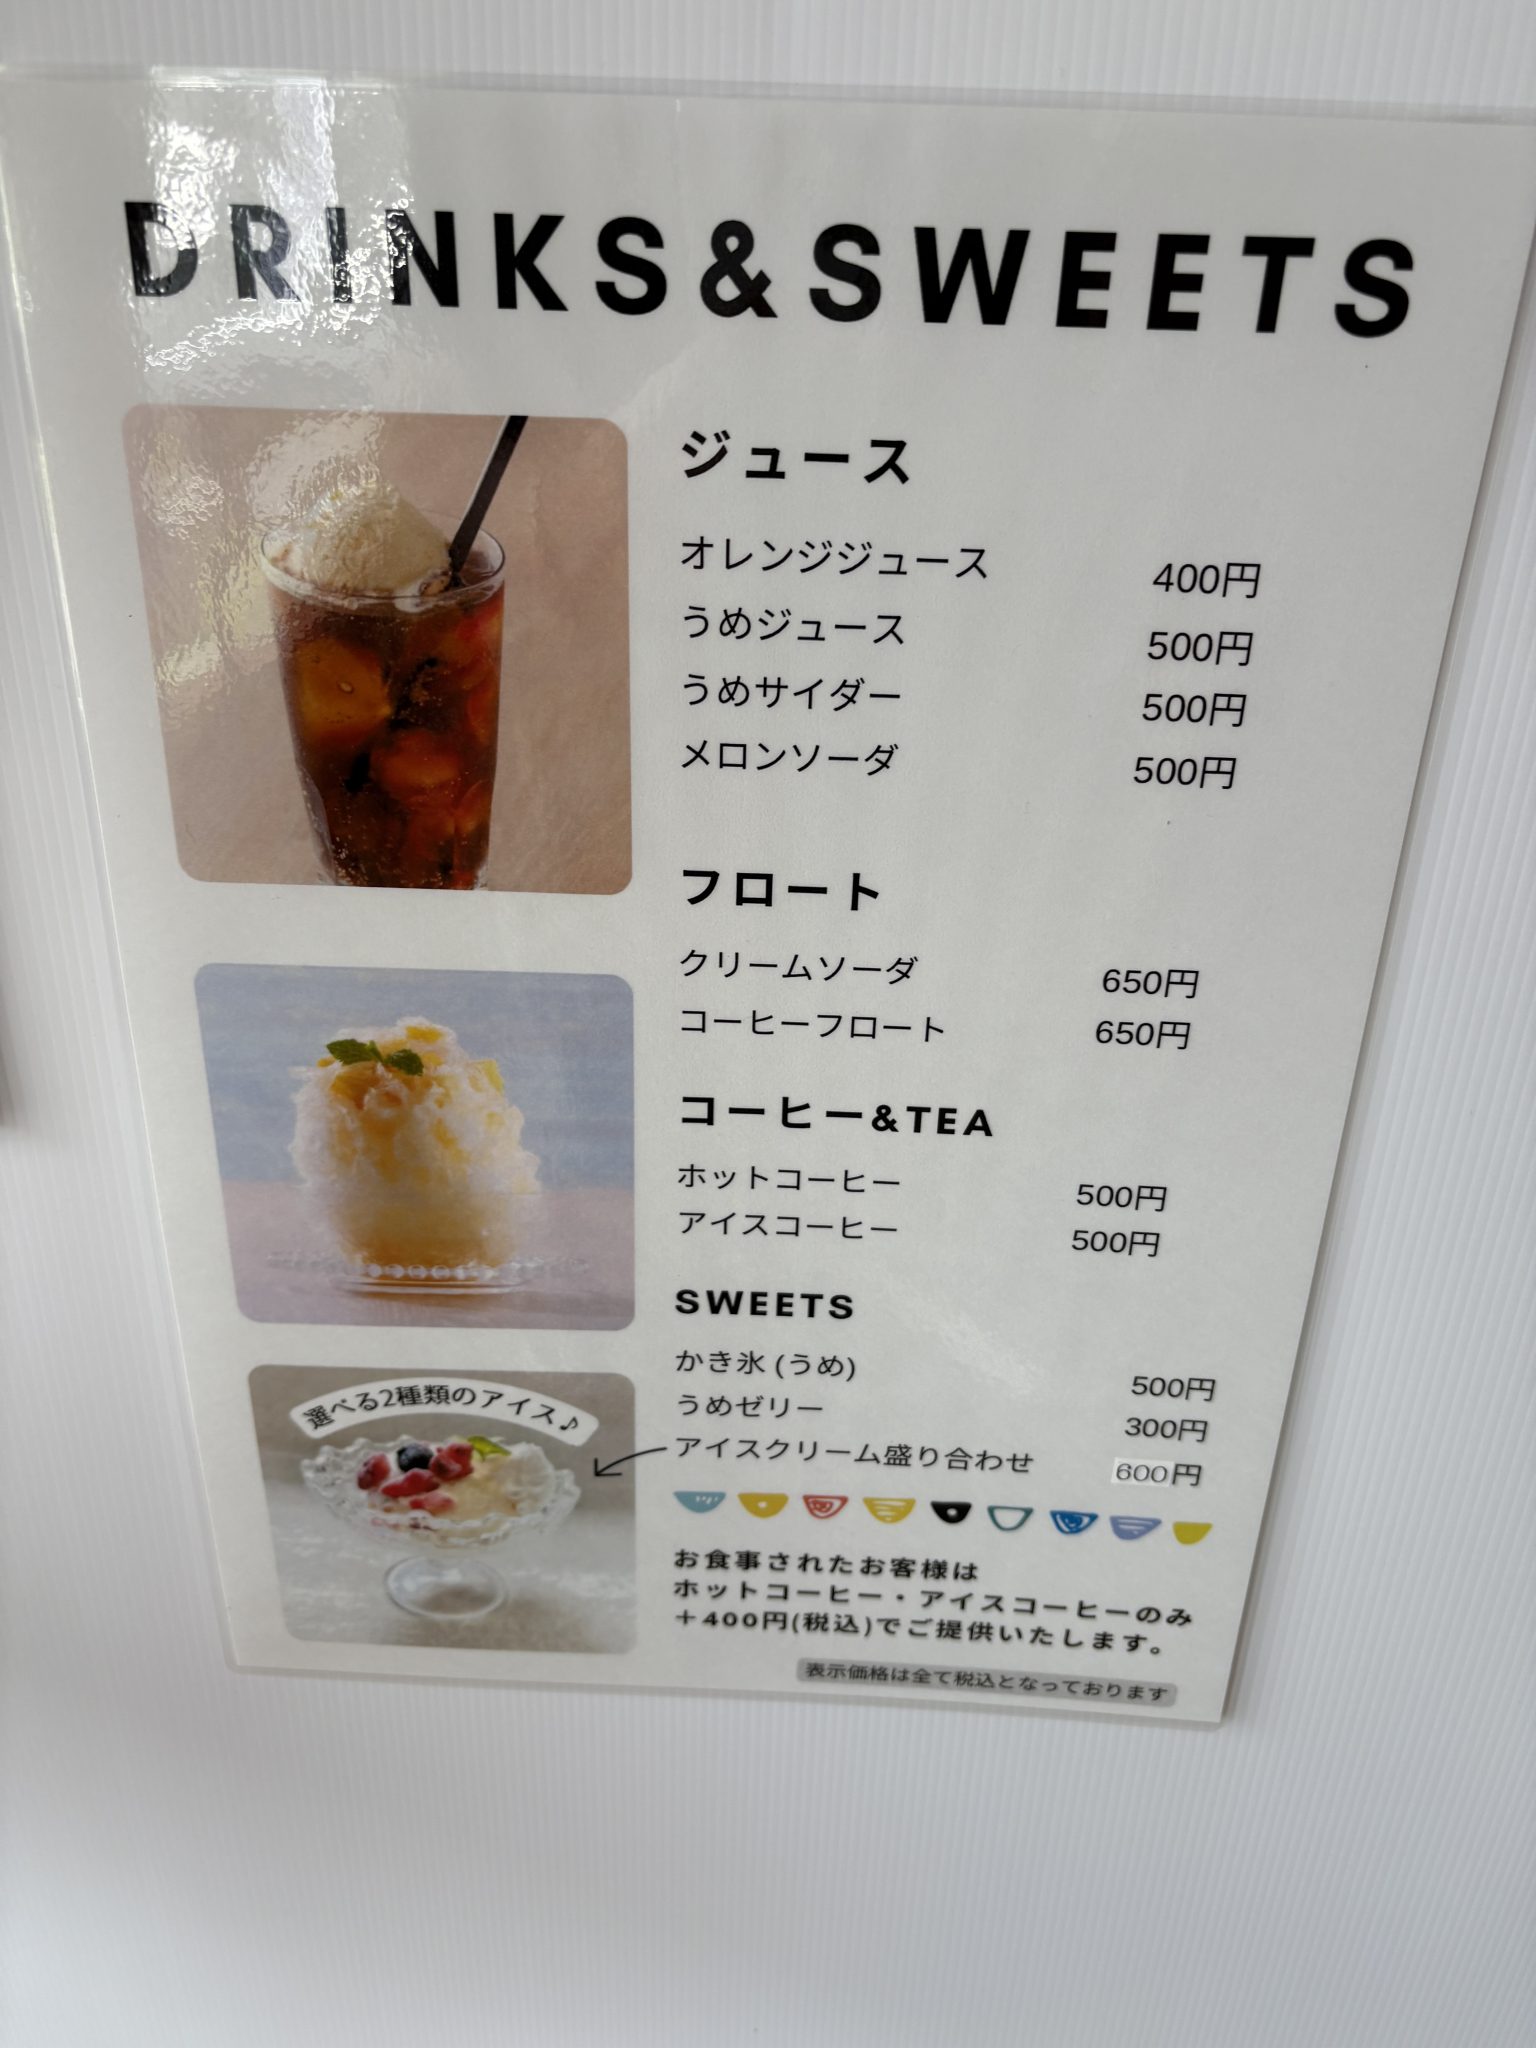 DRINKS&SWEETS
ジュース
オレンジジュース 400円
うめジュース 500円
うめサイダー 500円
メロンソーダ 500円
フロート
クリームソーダ 650円
コーヒーフロート 650円
コーヒー&TEA
ホットコーヒー 500円
アイスコーヒー 500円
SWEETS
かき氷 (うめ) 500円
うめゼリー 300円
アイスクリーム盛り合わせ 600円
選べる2種類のアイス♪
お食事されたお客様は
ホットコーヒー・アイスコーヒーのみ
＋400円(税込)でご提供いたします。
表示価格は全て税込となっております